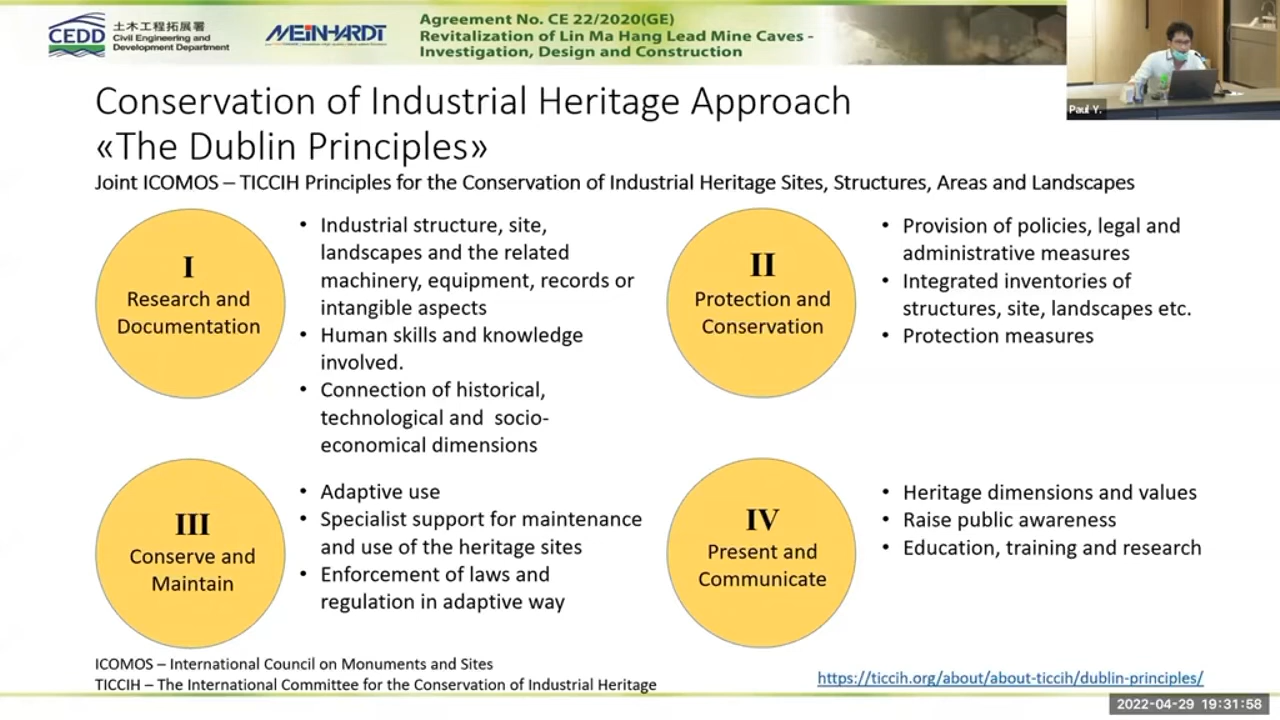 CEDD
土木工程拓展署
Civil Engineering and
Development Department
MEINHARDT
Agreement No. CE 22/2020(GE)
Revitalization of Lin Ma Hang Lead Mine Caves -
Investigation, Design and Construction
Paul Y.
Conservation of Industrial Heritage Approach
«The Dublin Principles»
Joint ICOMOS – TICCIH Principles for the Conservation of Industrial Heritage Sites, Structures, Areas and Landscapes
I
Research and
Documentation
• Industrial structure, site,
landscapes and the related
machinery, equipment, records or
intangible aspects
• Human skills and knowledge
involved.
• Connection of historical,
technological and socio-
economical dimensions
II
Protection and
Conservation
• Provision of policies, legal and
administrative measures
• Integrated inventories of
structures, site, landscapes etc.
• Protection measures
III
Conserve and
Maintain
• Adaptive use
• Specialist support for maintenance
and use of the heritage sites
• Enforcement of laws and
regulation in adaptive way
IV
Present and
Communicate
• Heritage dimensions and values
• Raise public awareness
• Education, training and research
ICOMOS – International Council on Monuments and Sites
TICCIH – The International Committee for the Conservation of Industrial Heritage
https://ticcih.org/about/about-ticcih/dublin-principles/
2022-04-29 19:31:58